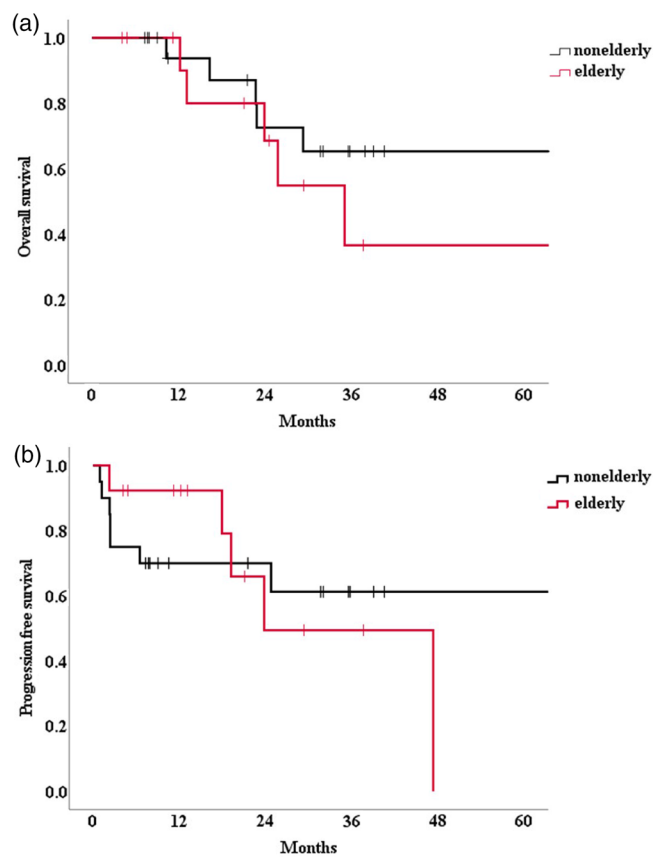 (a)
1.0
0.8
0.6
0.4
0.2
0.0
Overall survival
nonelderly
elderly
0 12 24 36 48 60
Months
(b)
1.0
0.8
0.6
0.4
0.2
0.0
Progression free survival
nonelderly
elderly
0 12 24 36 48 60
Months